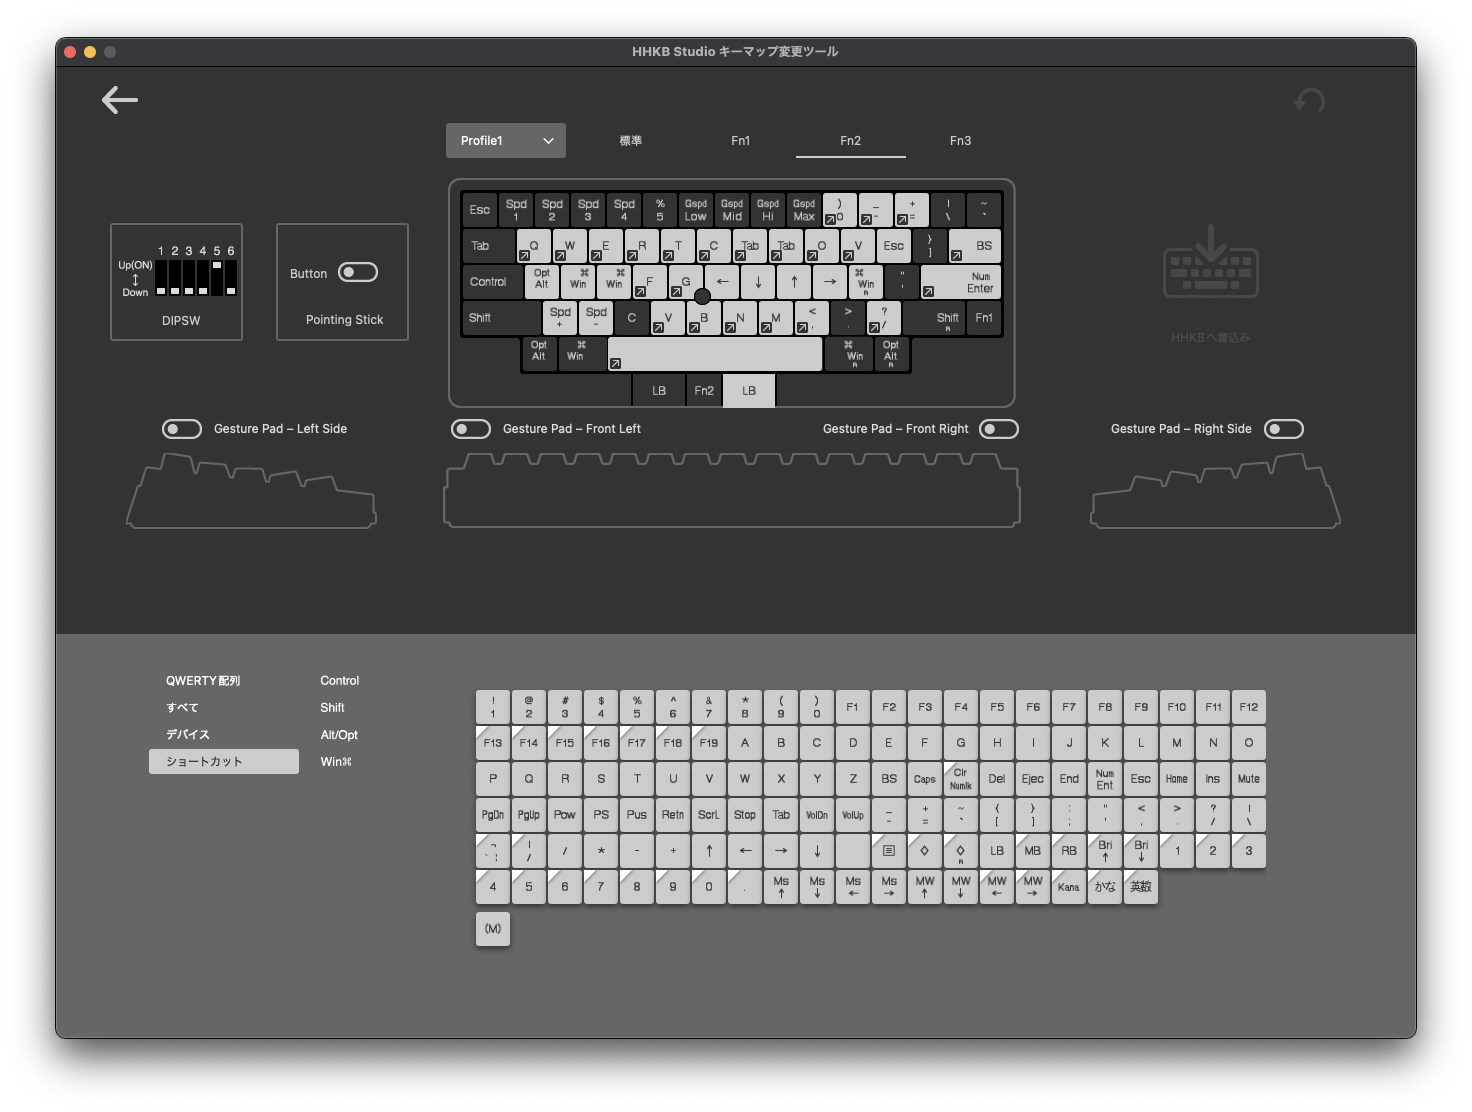 HHKB Studio キーマップ変更ツール
Profile1 標準 Fn1 Fn2 Fn3
Esc Spd 1 Spd 2 Spd 3 Spd 4 % 5 Gspd Low Gspd Mid Gspd Hi Gspd Max ) 0 _ - + = | \ ~ `
Tab Q W E R T C Tab Tab O V Esc } ] BS
Control Opt Alt ⌘ Win ⌘ Win F G ← ↓ ↑ → ⌘ Win R " ' Num Enter
Shift Spd + Spd - C V B N M < , > . ? / Shift Fn1
Opt Alt ⌘ Win ⌘ Win R Opt Alt R
LB Fn2 LB
1 2 3 4 5 6
Up(ON)
↕
Down
DIPSW
Button
Pointing Stick
HHKBへ書込み
Gesture Pad – Left Side
Gesture Pad – Front Left
Gesture Pad – Front Right
Gesture Pad – Right Side
QWERTY配列
すべて
デバイス
ショートカット
Control
Shift
Alt/Opt
Win⌘
! 1 @ 2 # 3 $ 4 % 5 ^ 6 & 7 * 8 ( 9 ) 0 F1 F2 F3 F4 F5 F6 F7 F8 F9 F10 F11 F12
F13 F14 F15 F16 F17 F18 F19 A B C D E F G H I J K L M N O
P Q R S T U V W X Y Z BS Caps Clr Numlk Del Ejec End Num Ent Esc Home Ins Mute
PgDn PgUp Pow PS Pus Retn ScrL Stop Tab VolDn VolUp _ - + = ~ ` { [ } ] : ; " ' < , > . ? / | \
¬ ` ¦ | / / * - + ↑ ← → ↓ ◇ ◇ R LB MB RB Bri ↑ Bri ↓ 1 2 3
4 5 6 7 8 9 0 . Ms ↑ Ms ↓ Ms ← Ms → MW ↑ MW ↓ MW ← MW → Kana かな 英数
(M)